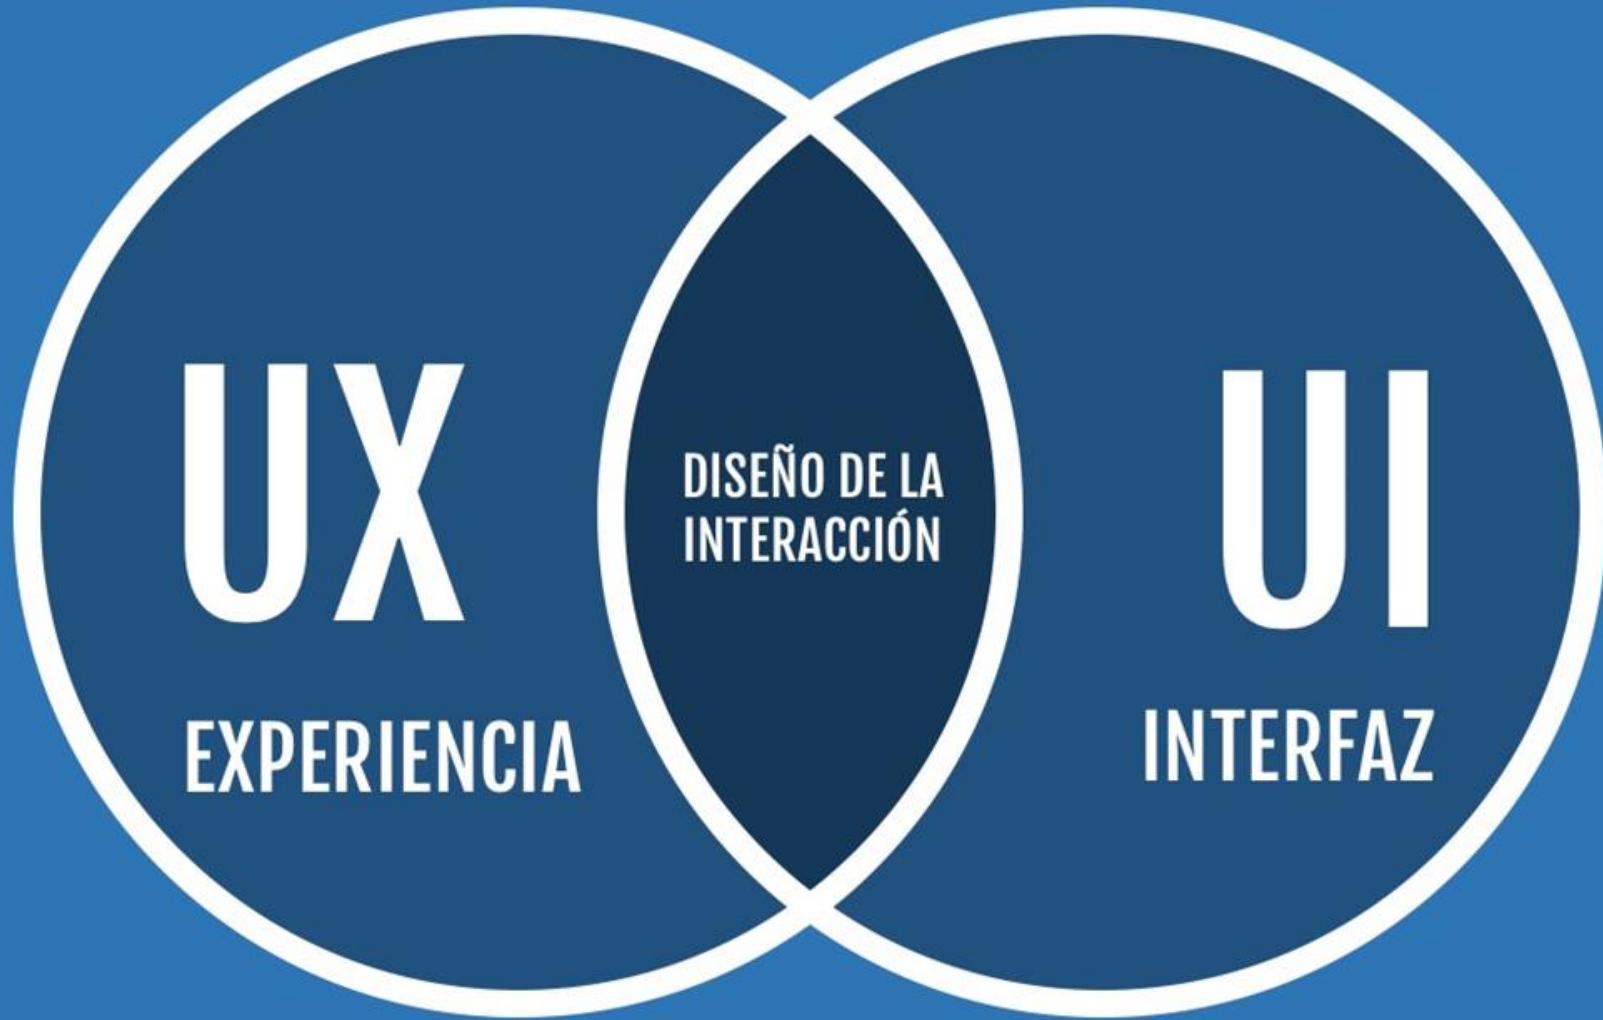 UX
EXPERIENCIA
DISEÑO DE LA
INTERACCIÓN
UI
INTERFAZ